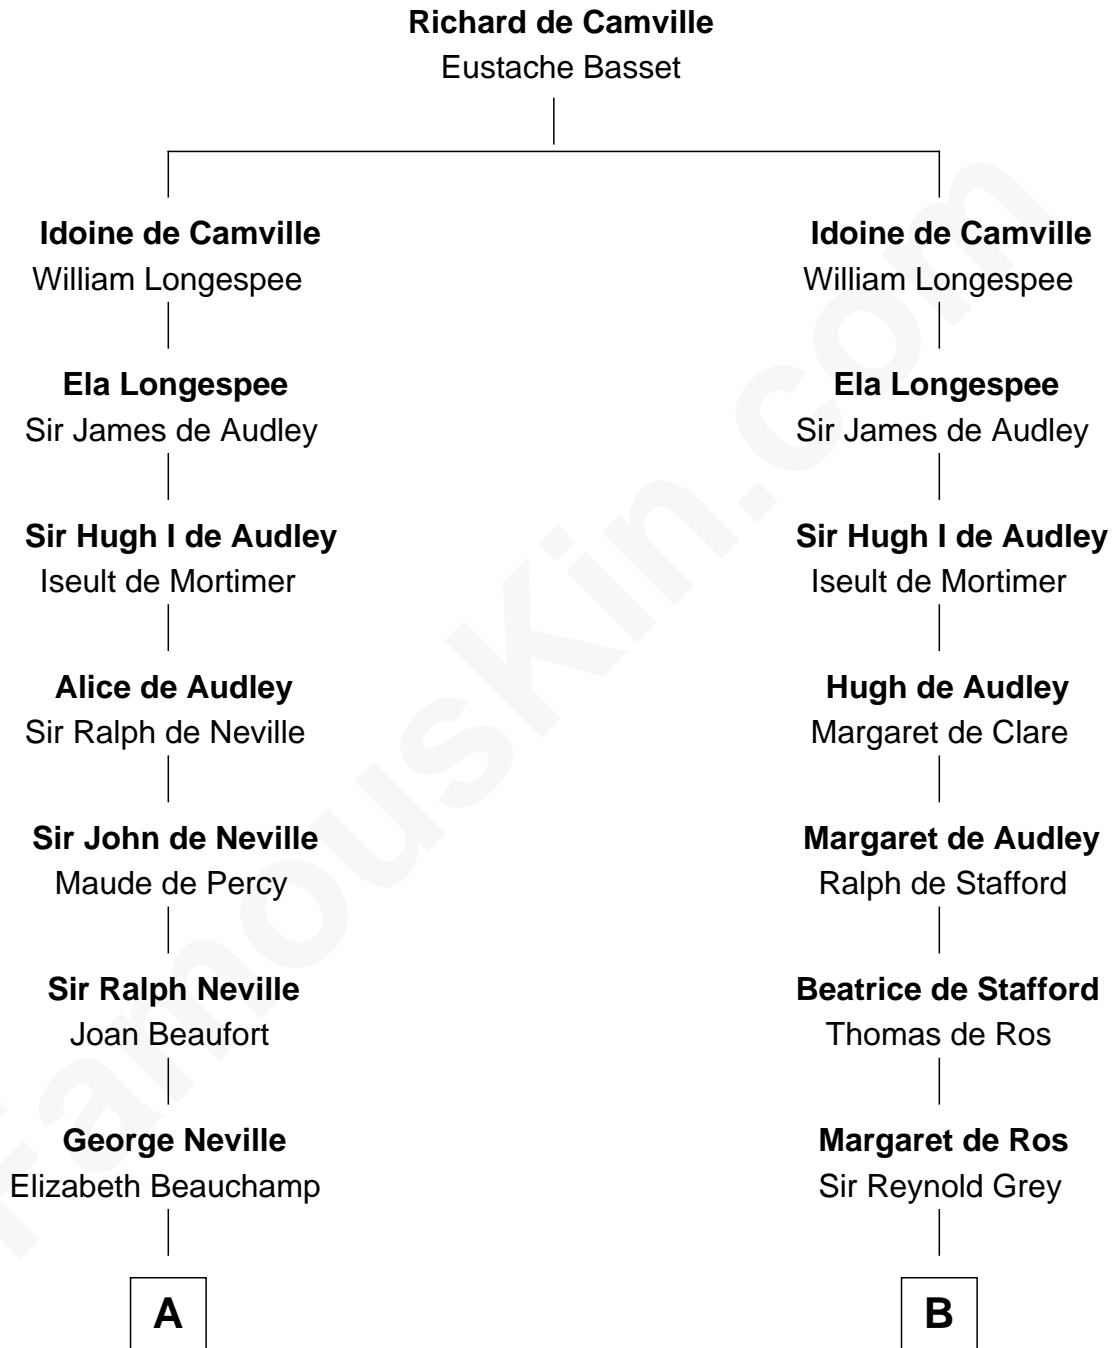 Richard de Camville
Eustache Basset
Idoine de Camville
William Longespee
Ela Longespee
Sir James de Audley
Sir Hugh I de Audley
Iseult de Mortimer
Alice de Audley
Sir Ralph de Neville
Sir John de Neville
Maude de Percy
Sir Ralph Neville
Joan Beaufort
George Neville
Elizabeth Beauchamp
A
Idoine de Camville
William Longespee
Ela Longespee
Sir James de Audley
Sir Hugh I de Audley
Iseult de Mortimer
Hugh de Audley
Margaret de Clare
Margaret de Audley
Ralph de Stafford
Beatrice de Stafford
Thomas de Ros
Margaret de Ros
Sir Reynold Grey
B
FamousKin.com